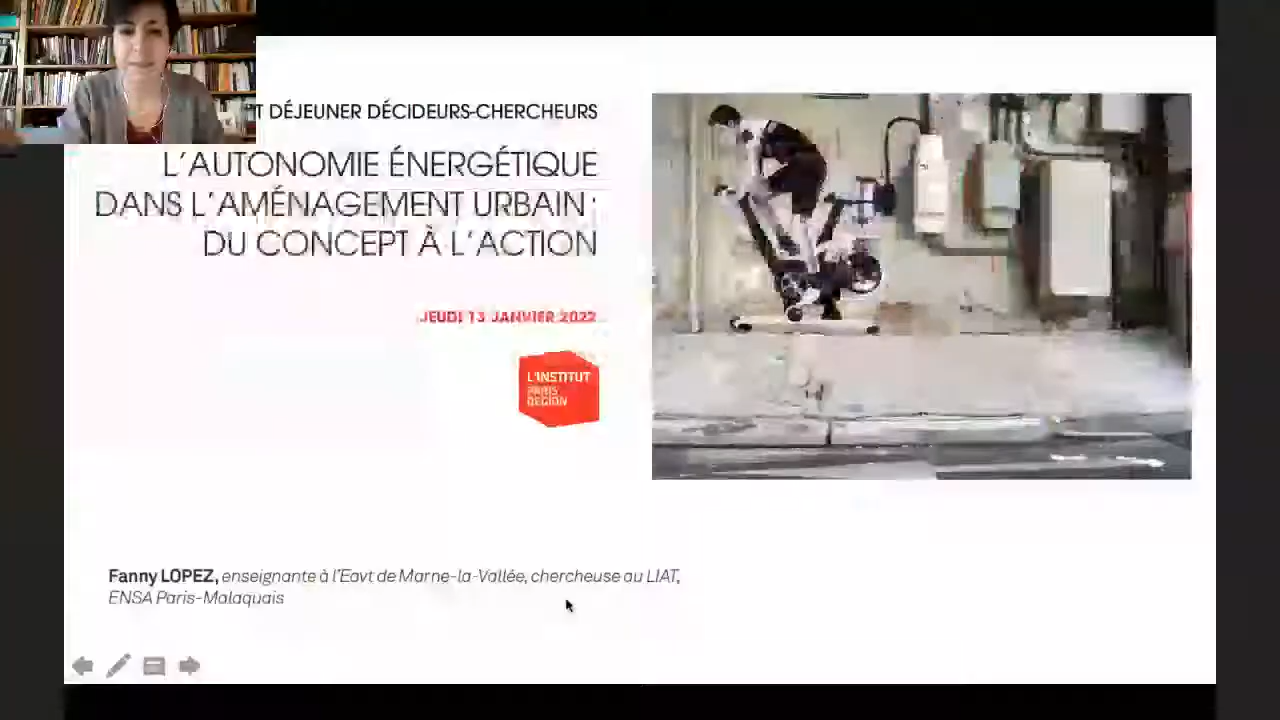 T DÉJEUNER DÉCIDEURS-CHERCHEURS
L'AUTONOMIE ÉNERGÉTIQUE
DANS L'AMÉNAGEMENT URBAIN :
DU CONCEPT À L'ACTION
JEUDI 13 JANVIER 2022
L'INSTITUT
PARIS
REGION
Fanny LOPEZ, enseignante à l'Eavt de Marne-la-Vallée, chercheuse au LIAT,
ENSA Paris-Malaquais